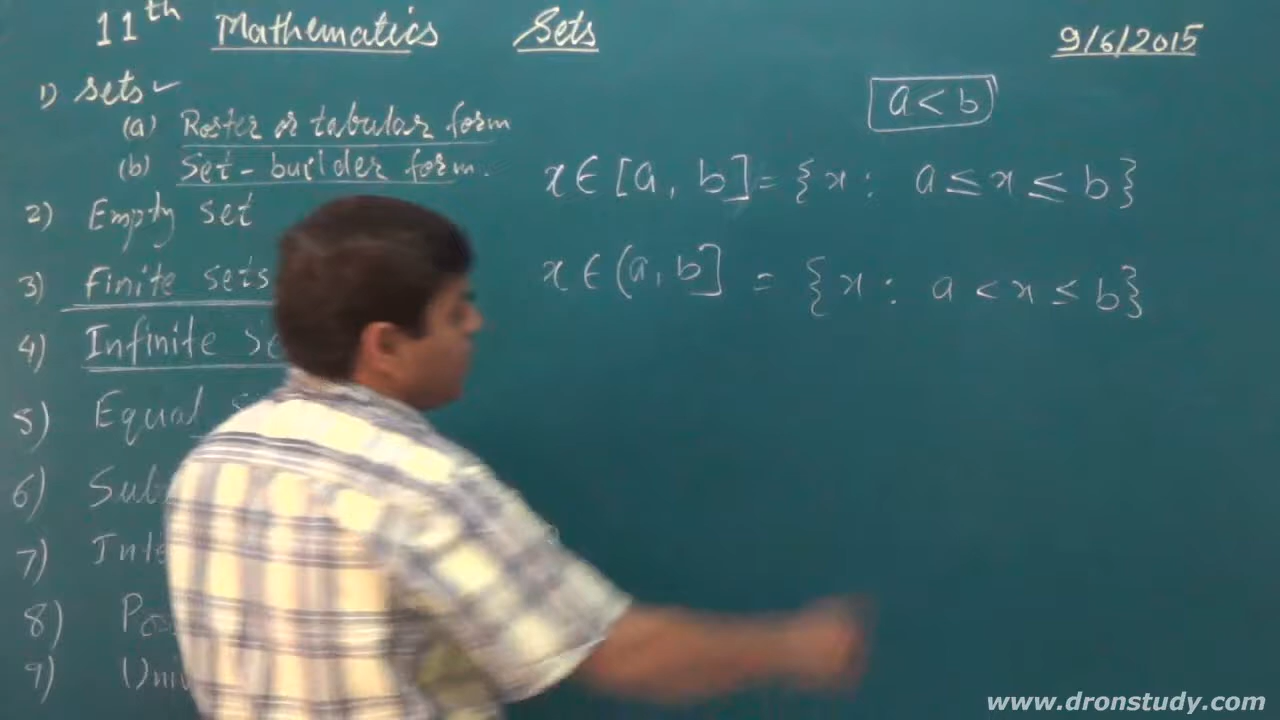 11th Mathematics Sets 9/6/2015
1) Sets ✓
(a) Roster or tabular form
(b) Set-builder form.
2) Empty set
3) Finite sets
4) Infinite
5) Equal
6)
7)
8)
9)
a < b
x ∈ [a, b] = {x : a ≤ x ≤ b}
x ∈ (a, b] = {x : a < x ≤ b}
www.dronstudy.com